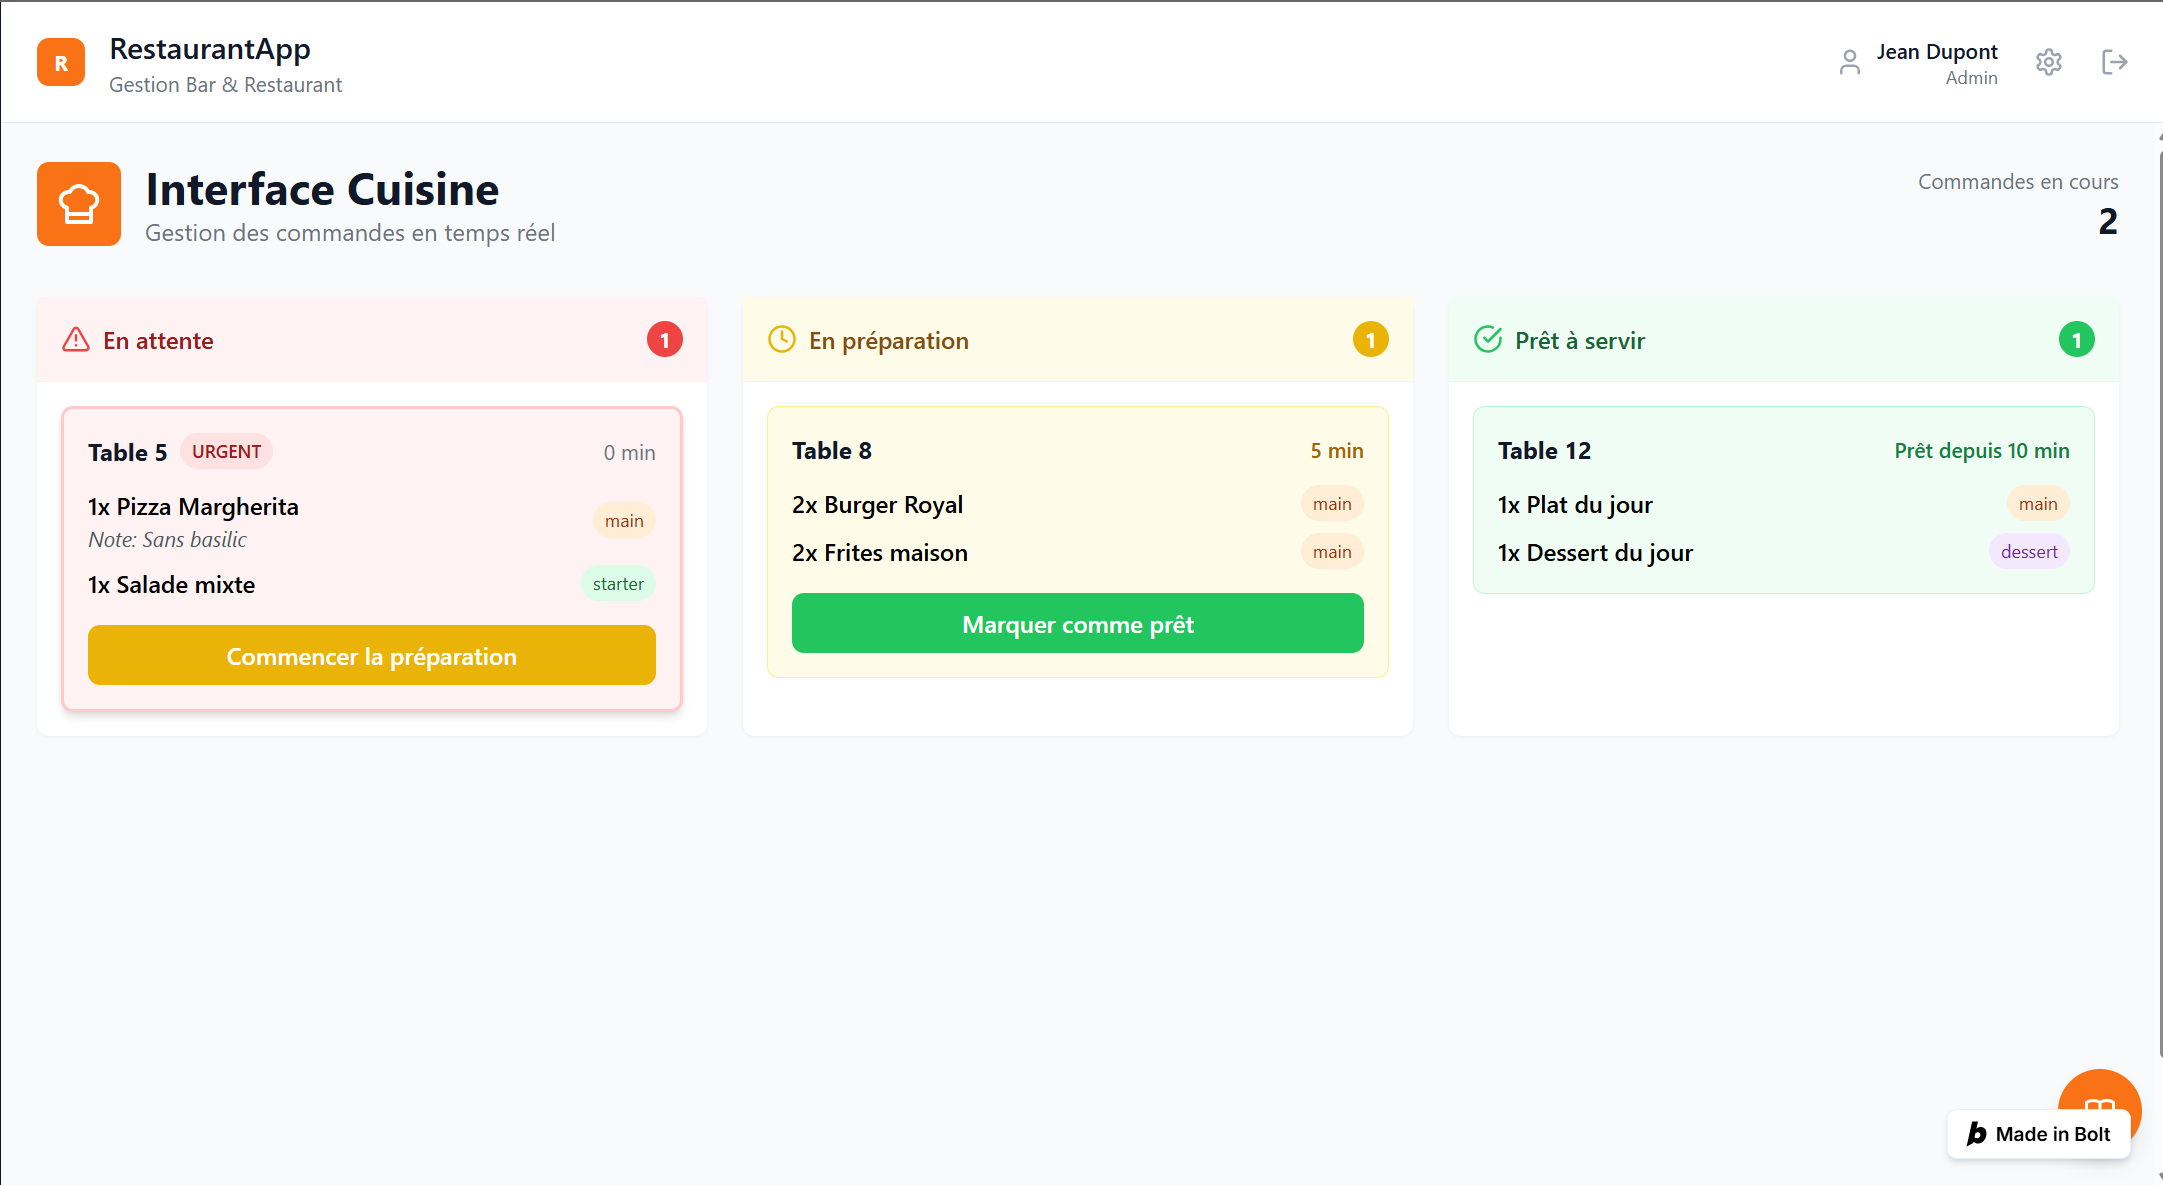 R
RestaurantApp
Gestion Bar & Restaurant
Jean Dupont
Admin
Interface Cuisine
Gestion des commandes en temps réel
Commandes en cours
2
En attente
1
Table 5
URGENT
0 min
1x Pizza Margherita
Note: Sans basilic
main
1x Salade mixte
starter
Commencer la préparation
En préparation
1
Table 8
5 min
2x Burger Royal
main
2x Frites maison
main
Marquer comme prêt
Prêt à servir
1
Table 12
Prêt depuis 10 min
1x Plat du jour
main
1x Dessert du jour
dessert
b Made in Bolt